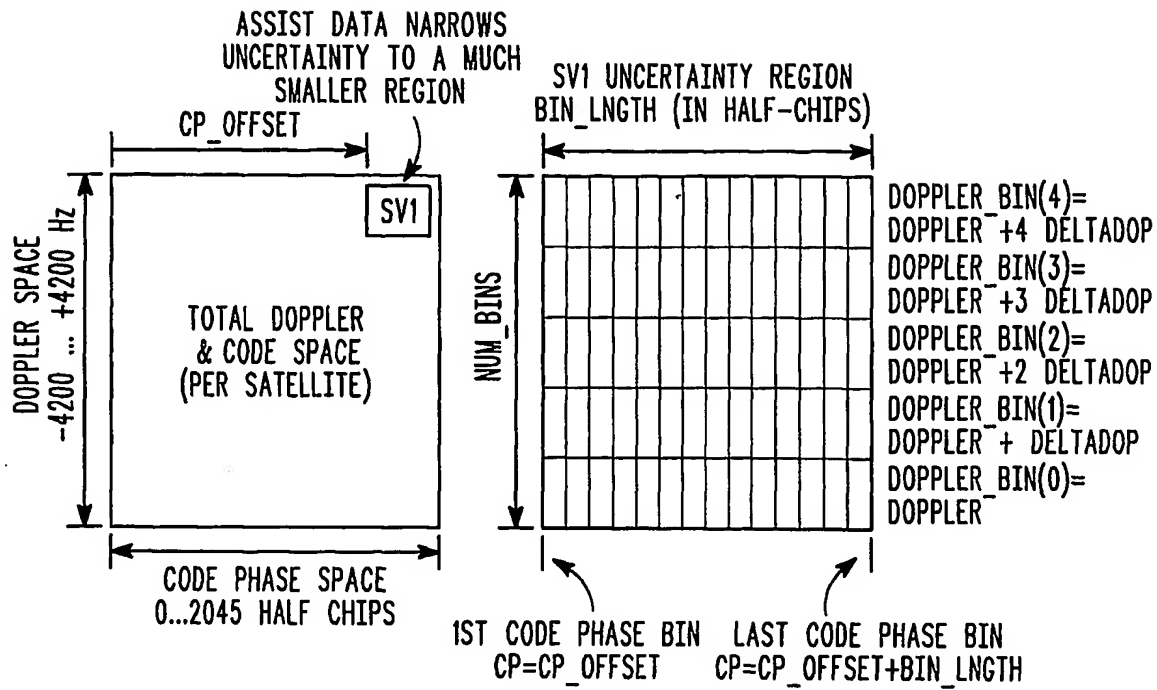 ASSIST DATA NARROWS
UNCERTAINTY TO A MUCH
SMALLER REGION
CP_OFFSET
SV1
DOPPLER SPACE
-4200 ... +4200 Hz
TOTAL DOPPLER
& CODE SPACE
(PER SATELLITE)
CODE PHASE SPACE
0...2045 HALF CHIPS
SV1 UNCERTAINTY REGION
BIN_LNGTH (IN HALF-CHIPS)
NUM_BINS
DOPPLER_BIN(4)=
DOPPLER +4 DELTADOP
DOPPLER_BIN(3)=
DOPPLER +3 DELTADOP
DOPPLER_BIN(2)=
DOPPLER +2 DELTADOP
DOPPLER_BIN(1)=
DOPPLER + DELTADOP
DOPPLER_BIN(0)=
DOPPLER
1ST CODE PHASE BIN
CP=CP_OFFSET
LAST CODE PHASE BIN
CP=CP_OFFSET+BIN_LNGTH